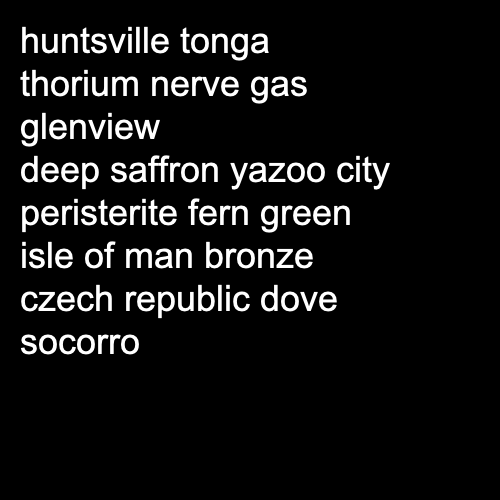 huntsville tonga
thorium nerve gas
glenview
deep saffron yazoo city
peristerite fern green
isle of man bronze
czech republic dove
socorro